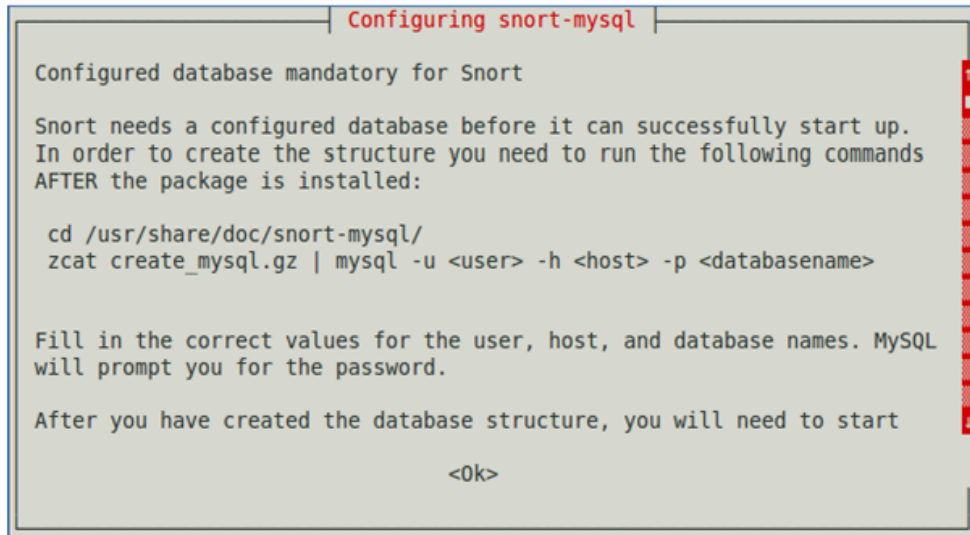 Configuring snort-mysql
Configured database mandatory for Snort
Snort needs a configured database before it can successfully start up.
In order to create the structure you need to run the following commands
AFTER the package is installed:
cd /usr/share/doc/snort-mysql/
zcat create_mysql.gz | mysql -u <user> -h <host> -p <databasename>
Fill in the correct values for the user, host, and database names. MySQL
will prompt you for the password.
After you have created the database structure, you will need to start
<Ok>